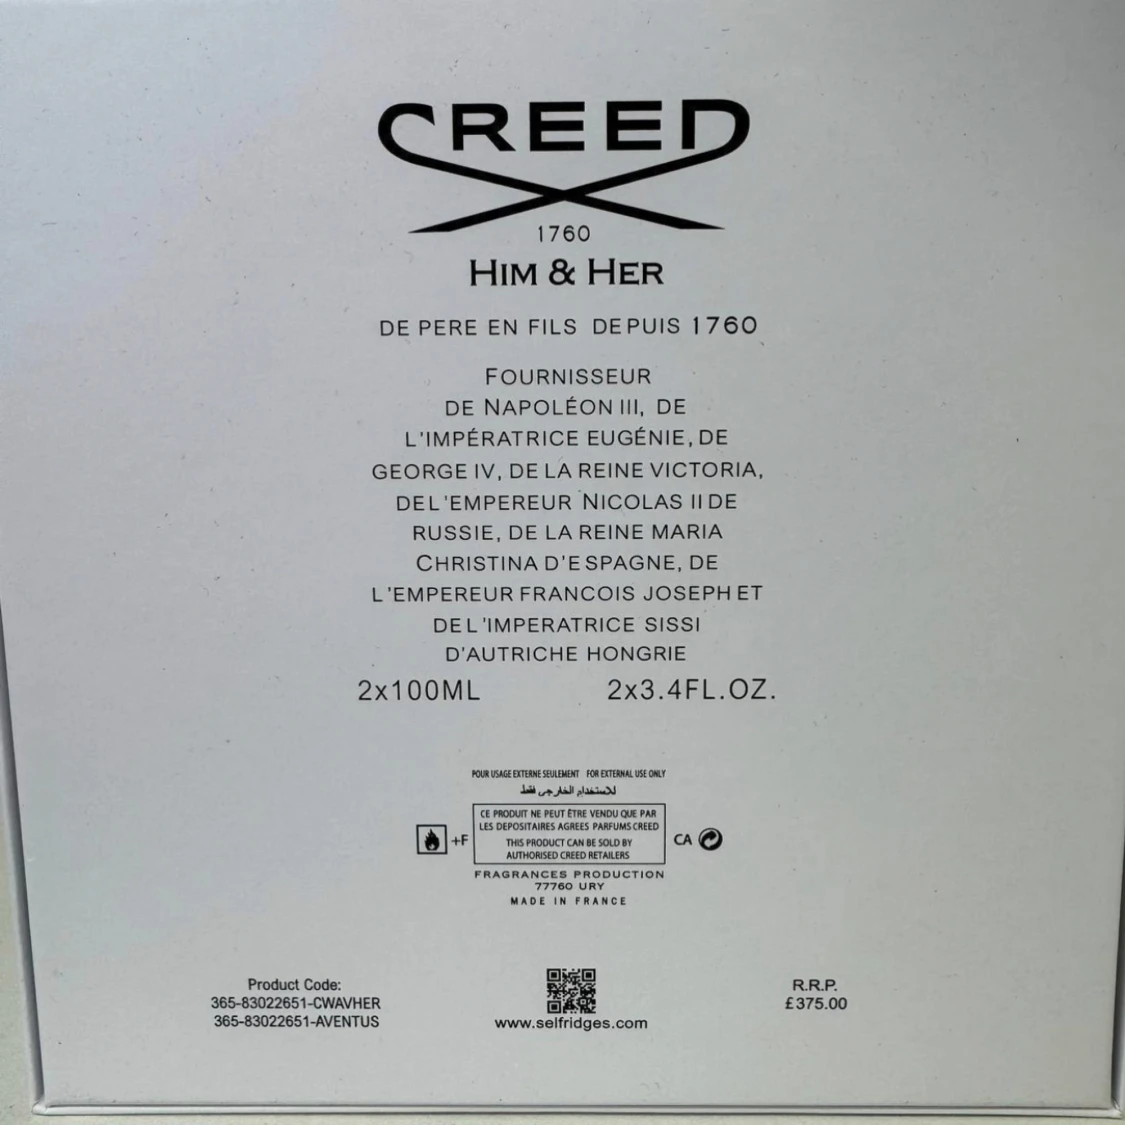 CREED
1760
HIM & HER
DE PERE EN FILS DEPUIS 1760
FOURNISSEUR
DE NAPOLÉON III, DE
L'IMPÉRATRICE EUGÉNIE, DE
GEORGE IV, DE LA REINE VICTORIA,
DEL'EMPEREUR NICOLAS II DE
RUSSIE, DE LA REINE MARIA
CHRISTINA D'ESPAGNE, DE
L'EMPEREUR FRANCOIS JOSEPH ET
DEL'IMPERATRICE SISSI
D'AUTRICHE HONGRIE
2x100ML 2x3.4FL.OZ.
POUR USAGE EXTERNE SEULEMENT FOR EXTERNAL USE ONLY
للاستخدام الخارجي فقط
CE PRODUIT NE PEUT ÊTRE VENDU QUE PAR
LES DEPOSITAIRES AGREES PARFUMS CREED
THIS PRODUCT CAN BE SOLD BY
AUTHORISED CREED RETAILERS
+F
CA
FRAGRANCES PRODUCTION
77760 URY
MADE IN FRANCE
Product Code:
365-83022651-CWAVHER
365-83022651-AVENTUS
www.selfridges.com
R.R.P.
£375.00